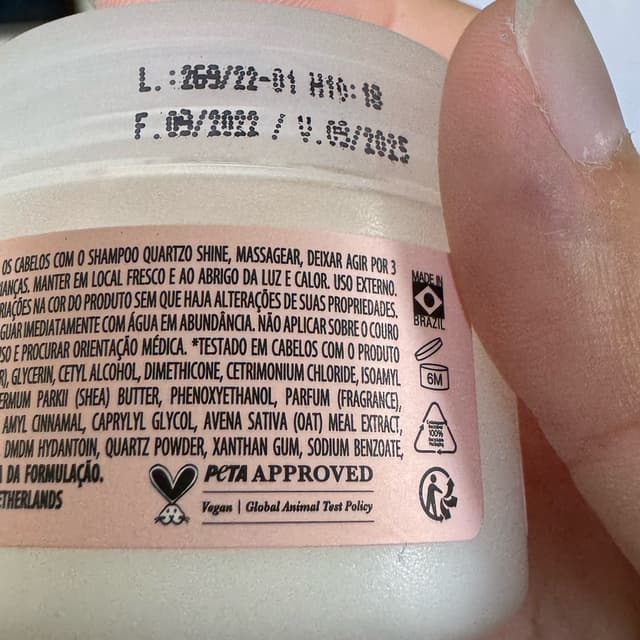 L.:269/22-01 H10:18
F.09/2022 / V.09/2025
OS CABELOS COM O SHAMPOO QUARTZO SHINE, MASSAGEAR, DEIXAR AGIR POR 3
IANÇAS. MANTER EM LOCAL FRESCO E AO ABRIGO DA LUZ E CALOR. USO EXTERNO.
RIAÇÕES NA COR DO PRODUTO SEM QUE HAJA ALTERAÇÕES DE SUAS PROPRIEDADES.
GUAR IMEDIATAMENTE COM ÁGUA EM ABUNDÂNCIA. NÃO APLICAR SOBRE O COURO
SO E PROCURAR ORIENTAÇÃO MÉDICA. *TESTADO EM CABELOS COM O PRODUTO
R), GLYCERIN, CETYL ALCOHOL, DIMETHICONE, CETRIMONIUM CHLORIDE, ISOAMYL
ERMUM PARKII (SHEA) BUTTER, PHENOXYETHANOL, PARFUM (FRAGRANCE),
AMYL CINNAMAL, CAPRYLYL GLYCOL, AVENA SATIVA (OAT) MEAL EXTRACT,
DMDM HYDANTOIN, QUARTZ POWDER, XANTHAN GUM, SODIUM BENZOATE,
DA FORMULAÇÃO.
ETHERLANDS
PETA APPROVED
Vegan | Global Animal Test Policy
MADE IN
BRAZIL
6M
100%